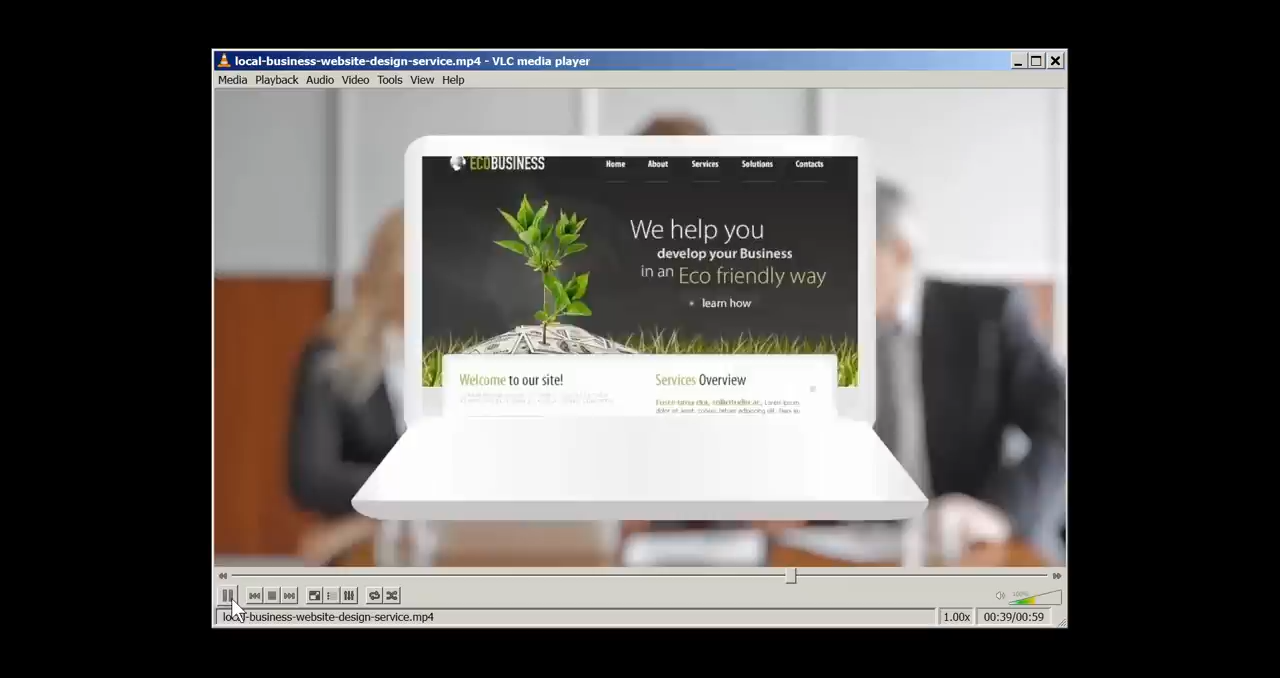 local-business-website-design-service.mp4 - VLC media player
Media Playback Audio Video Tools View Help
ECOBUSINESS
Home About Services Solutions Contacts
We help you
develop your Business
in an Eco friendly way
learn how
Welcome to our site!
Services Overview
100%
local-business-website-design-service.mp4
1.00x
00:39/00:59